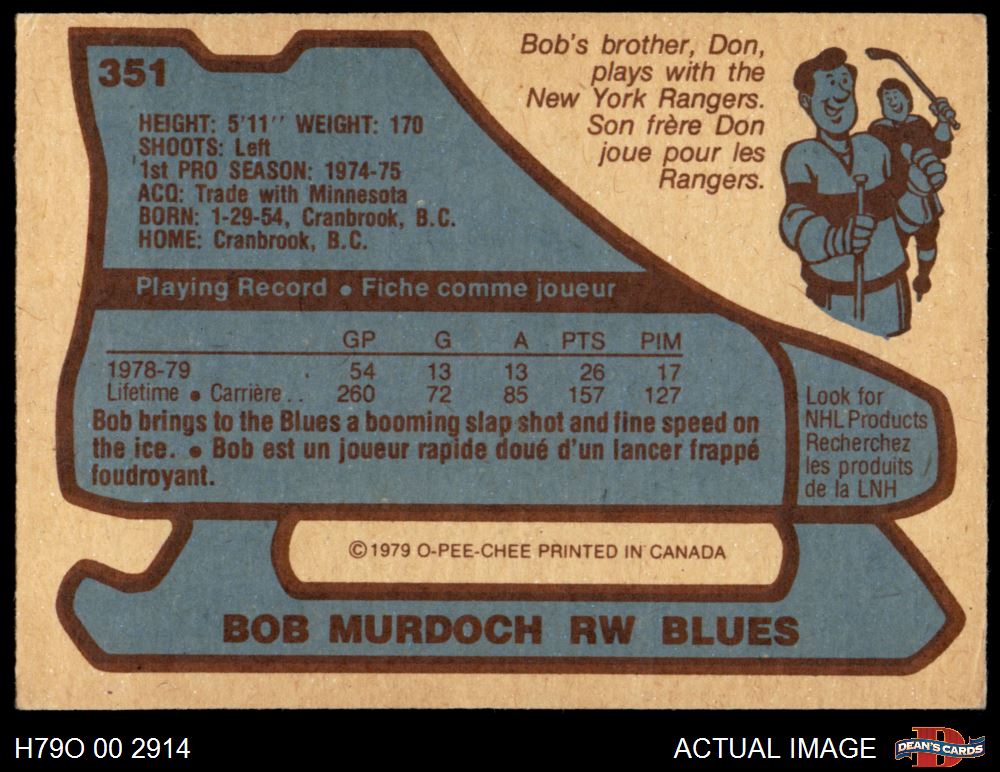 351
Bob's brother, Don,
plays with the
New York Rangers.
Son frère Don
joue pour les
Rangers.
HEIGHT: 5'11" WEIGHT: 170
SHOOTS: Left
1st PRO SEASON: 1974-75
ACQ: Trade with Minnesota
BORN: 1-29-54, Cranbrook, B.C.
HOME: Cranbrook, B.C.
Playing Record • Fiche comme joueur
GP G A PTS PIM
1978-79 . 54 13 13 26 17
Lifetime • Carrière . . 260 72 85 157 127
Bob brings to the Blues a booming slap shot and fine speed on
the ice. • Bob est un joueur rapide doué d'un lancer frappé
foudroyant.
Look for
NHL Products
Recherchez
les produits
de la LNH
©1979 O-PEE-CHEE PRINTED IN CANADA
BOB MURDOCH RW BLUES
H79O 00 2914
ACTUAL IMAGE
DEAN'S CARDS